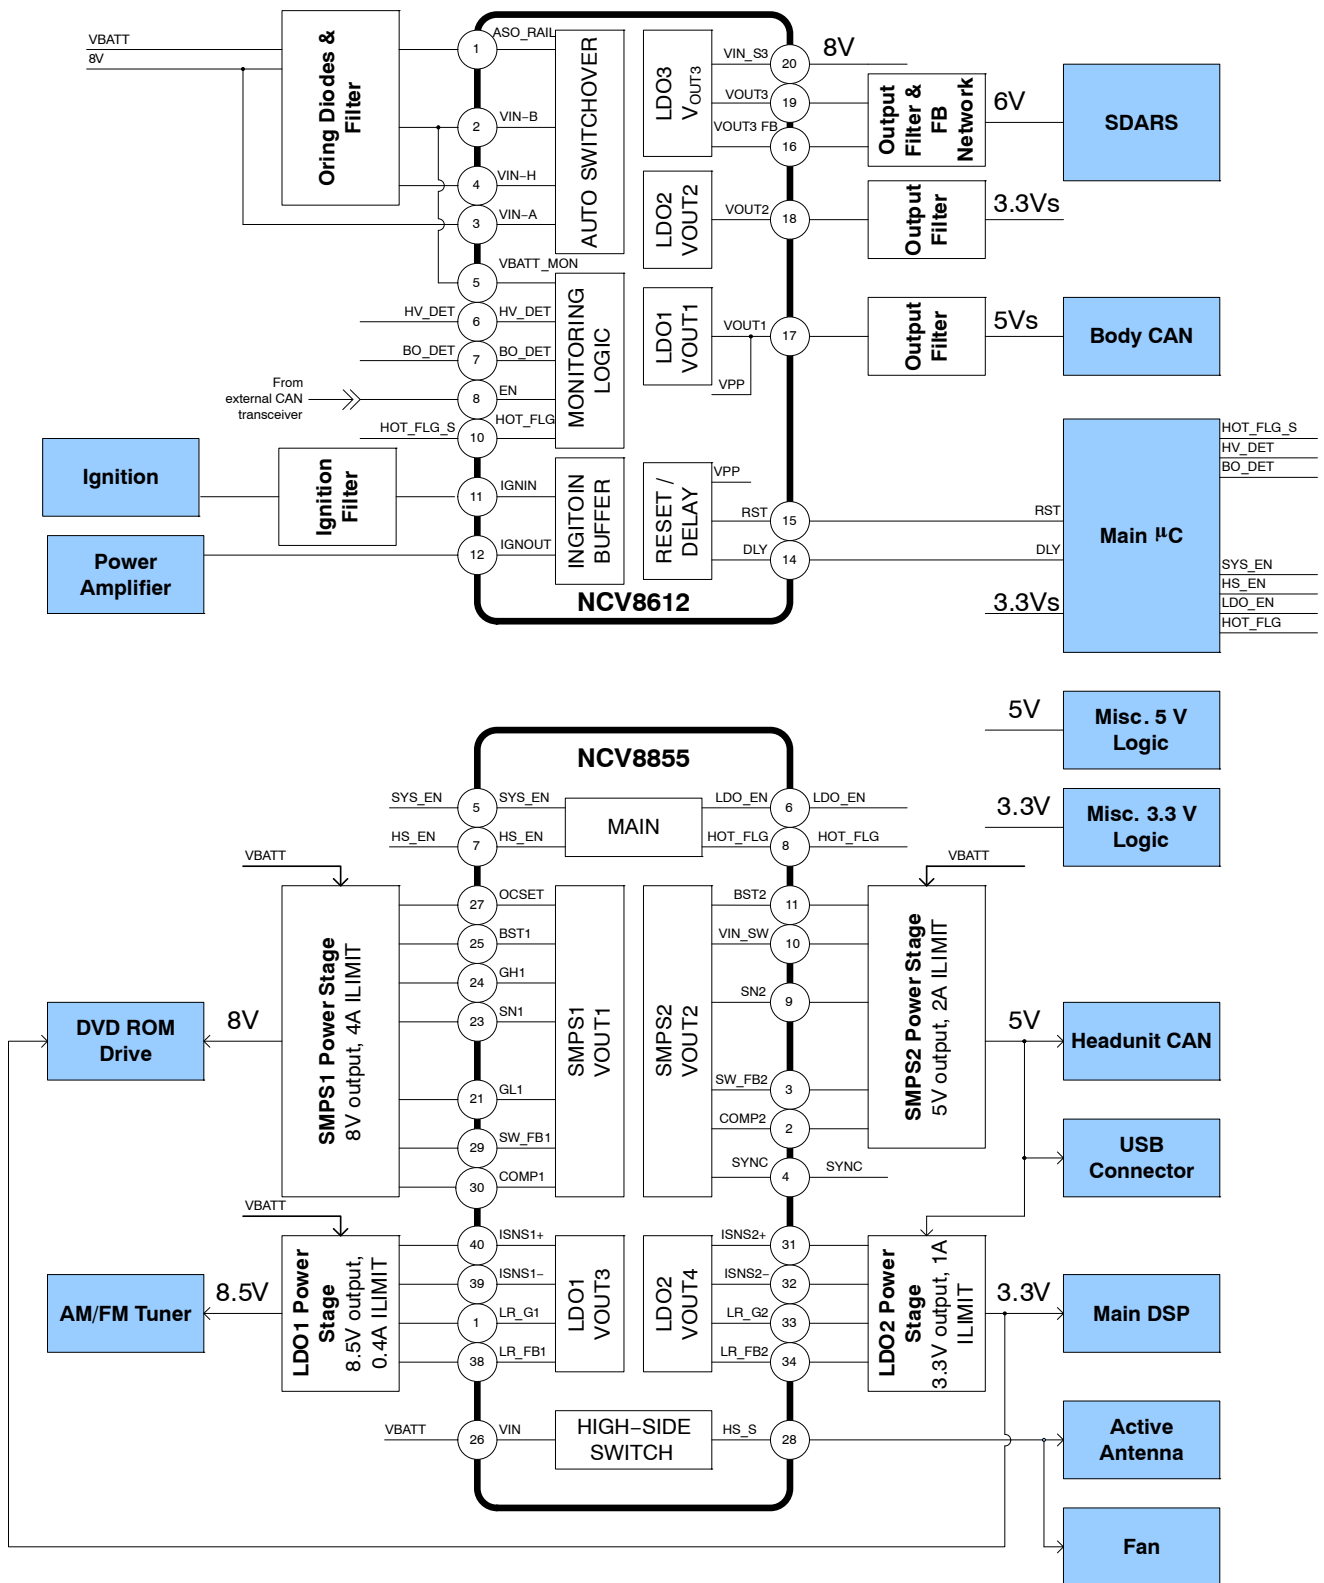 VBATT
8V
Oring Diodes &
Filter
1
ASO_RAIL
2
VIN-B
4
VIN-H
3
VIN-A
AUTO SWITCHOVER
5
VBATT_MON
HV_DET
6
HV_DET
BO_DET
7
BO_DET
From
external CAN
transceiver
8
EN
HOT_FLG_S
10
HOT_FLG
MONITORING
LOGIC
Ignition
Ignition
Filter
11
IGNIN
Power
Amplifier
12
IGNOUT
INGITOIN
BUFFER
LDO3
VOUT3
VIN_S3
20
8V
VOUT3
19
VOUT3 FB
16
Output
Filter &
FB
Network
6V
SDARS
LDO2
VOUT2
VOUT2
18
Output
Filter
3.3Vs
LDO1
VOUT1
VOUT1
17
VPP
Output
Filter
5Vs
Body CAN
RESET /
DELAY
VPP
RST
15
RST
DLY
14
DLY
3.3Vs
Main µC
HOT_FLG_S
HV_DET
BO_DET
SYS_EN
HS_EN
LDO_EN
HOT_FLG
NCV8612
5V
Misc. 5 V
Logic
3.3V
Misc. 3.3 V
Logic
NCV8855
SYS_EN
5
SYS_EN
HS_EN
7
HS_EN
MAIN
LDO_EN
6
LDO_EN
HOT_FLG
8
HOT_FLG
VBATT
SMPS1 Power Stage
8V output, 4A ILIMIT
27
OCSET
25
BST1
24
GH1
23
SN1
21
GL1
29
SW_FB1
30
COMP1
SMPS1
VOUT1
DVD ROM
Drive
8V
SMPS2
VOUT2
BST2
11
VIN_SW
10
SN2
9
SW_FB2
3
COMP2
2
SYNC
4
SYNC
VBATT
SMPS2 Power Stage
5V output, 2A ILIMIT
5V
Headunit CAN
USB
Connector
VBATT
LDO1 Power
Stage
8.5V output,
0.4A ILIMIT
AM/FM Tuner
8.5V
40
ISNS1+
39
ISNS1-
1
LR_G1
38
LR_FB1
LDO1
VOUT3
LDO2
VOUT4
ISNS2+
31
ISNS2-
32
LR_G2
33
LR_FB2
34
LDO2 Power
Stage
3.3V output, 1A
ILIMIT
3.3V
Main DSP
VBATT
26
VIN
HIGH-SIDE
SWITCH
HS_S
28
Active
Antenna
Fan